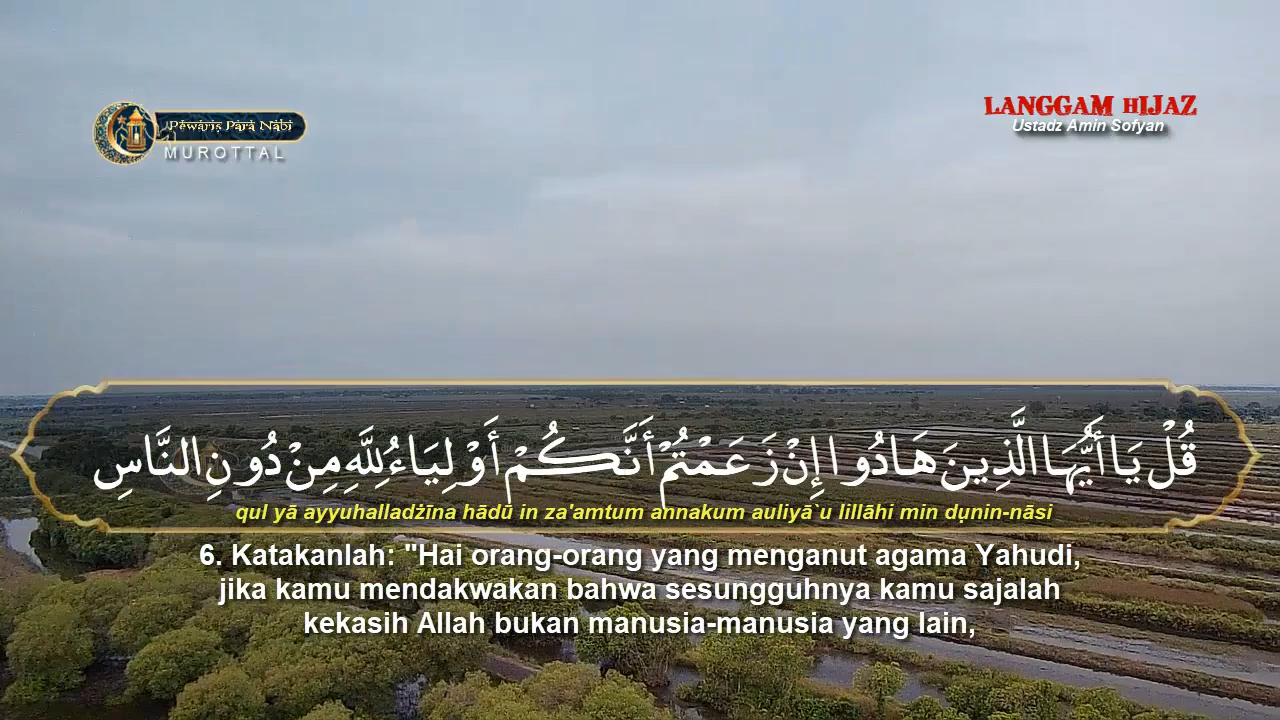 Pewaris Para Nabi
MUROTTAL
LANGGAM HIJAZ
Ustadz Amin Sofyan
قُلْ يَا أَيُّهَا الَّذِينَ هَادُوا إِنْ زَعَمْتُمْ أَنَّكُمْ أَوْلِيَاءُ لِلَّهِ مِنْ دُونِ النَّاسِ
qul yā ayyuhallażīna hādū in za'amtum annakum auliyā`u lillāhi min dụnin-nāsi
6. Katakanlah: "Hai orang-orang yang menganut agama Yahudi,
jika kamu mendakwakan bahwa sesungguhnya kamu sajalah
kekasih Allah bukan manusia-manusia yang lain,